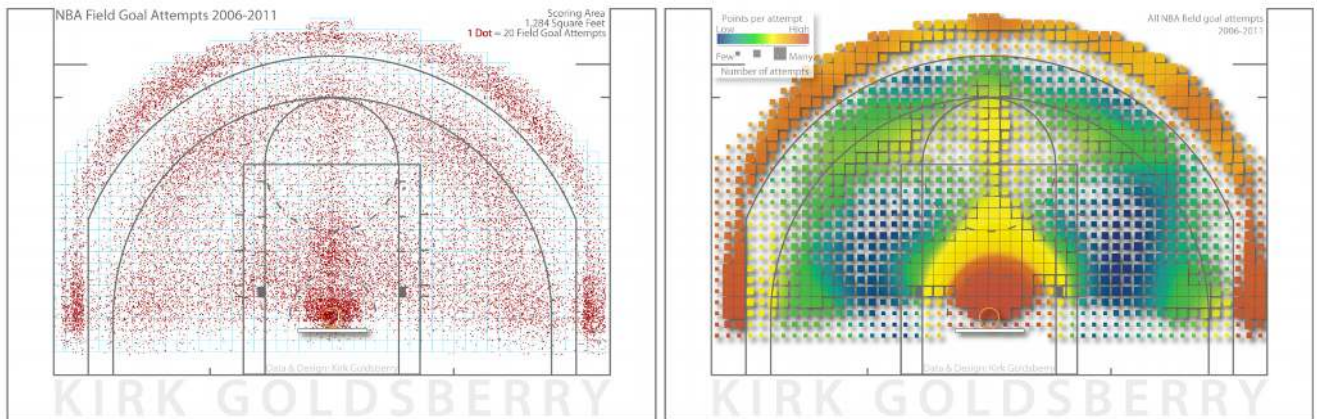 NBA Field Goal Attempts 2006-2011
Scoring Area
1,284 Square Feet
1 Dot = 20 Field Goal Attempts
Data & Design: Kirk Goldsberry
KIRK GOLDSBERRY
Points per attempt
Low High
Few Many
Number of attempts
All NBA field goal attempts
2006-2011
Data & Design: Kirk Goldsberry
KIRK GOLDSBERRY